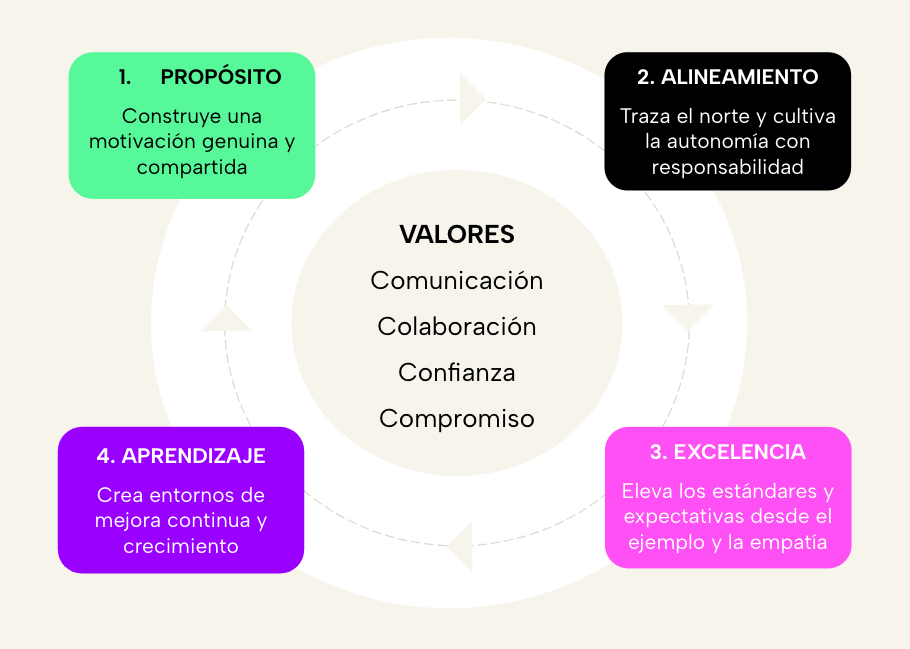 1. PROPÓSITO
Construye una
motivación genuina y
compartida
2. ALINEAMIENTO
Traza el norte y cultiva
la autonomía con
responsabilidad
VALORES
Comunicación
Colaboración
Confianza
Compromiso
4. APRENDIZAJE
Crea entornos de
mejora continua y
crecimiento
3. EXCELENCIA
Eleva los estándares y
expectativas desde el
ejemplo y la empatía